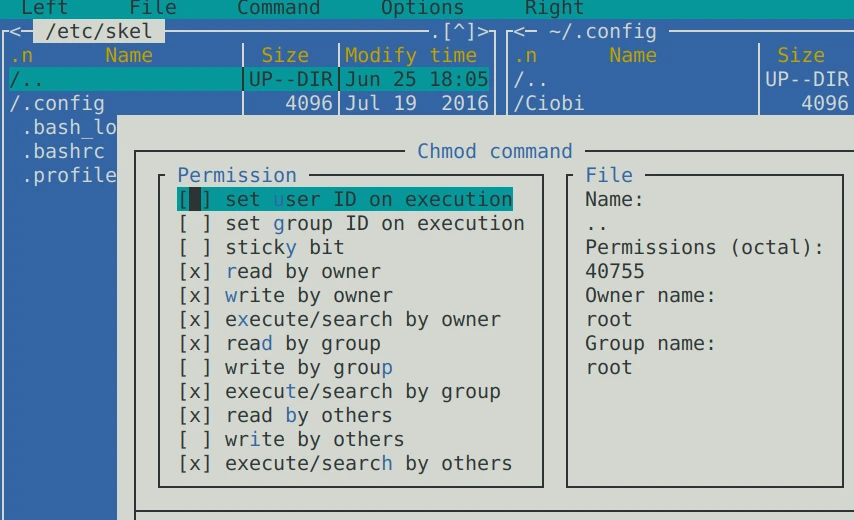 Left File Command Options Right
<─ /etc/skel ─.[^]>
<─ ~/.config
.n Name Size Modify time
.n Name Size
/.. UP--DIR Jun 25 18:05
/.. UP--DIR
/.config 4096 Jul 19 2016
/Ciobi 4096
.bash_lo
.bashrc
.profile
Chmod command
Permission
[ ] set user ID on execution
[ ] set group ID on execution
[ ] sticky bit
[x] read by owner
[x] write by owner
[x] execute/search by owner
[x] read by group
[ ] write by group
[x] execute/search by group
[x] read by others
[ ] write by others
[x] execute/search by others
File
Name:
..
Permissions (octal):
40755
Owner name:
root
Group name:
root